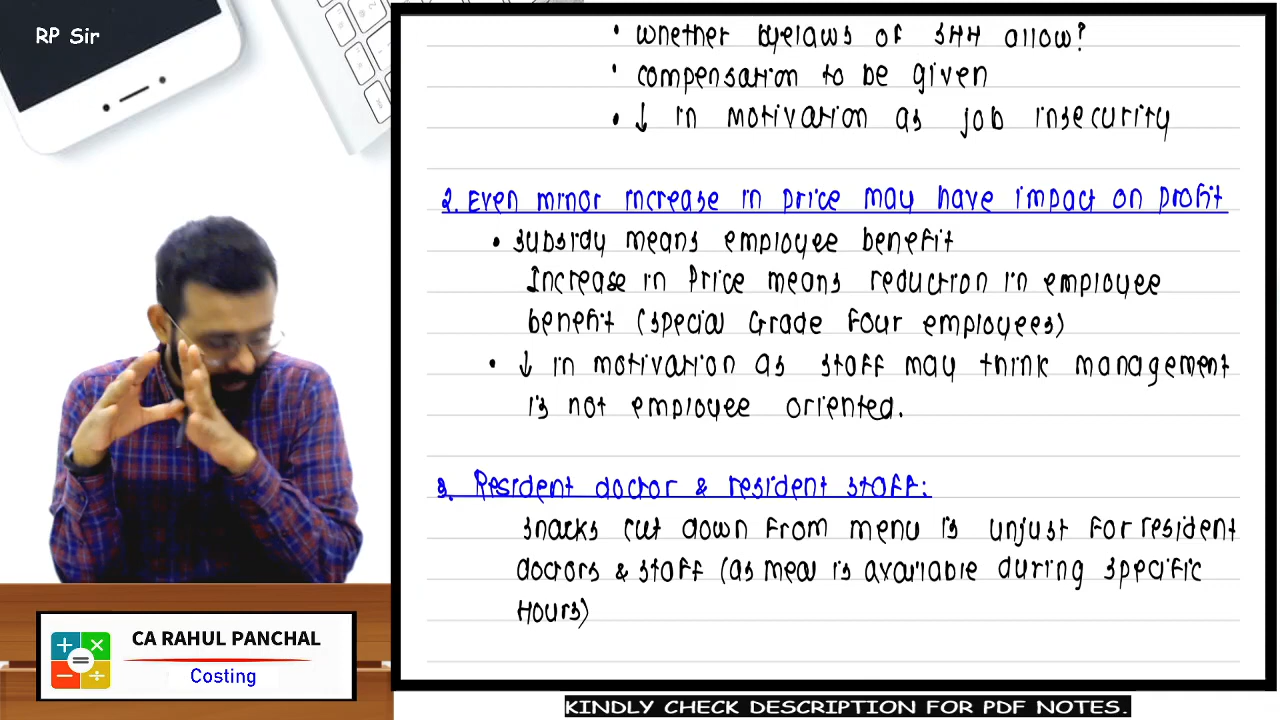 RP Sir
• Whether byelaws of SHH allow?
• compensation to be given
• ↓ in motivation as job insecurity
2. Even minor increase in price may have impact on profit
• Subsidy means employee benefit
Increase in Price means reduction in employee
benefit (special Grade Four employees)
• ↓ in motivation as staff may think management
is not employee oriented.
3. Resident doctor & resident staff:
Snacks cut down from menu is unjust for resident
doctors & staff (as meal is available during specific
Hours)
CA RAHUL PANCHAL
Costing
KINDLY CHECK DESCRIPTION FOR PDF NOTES.